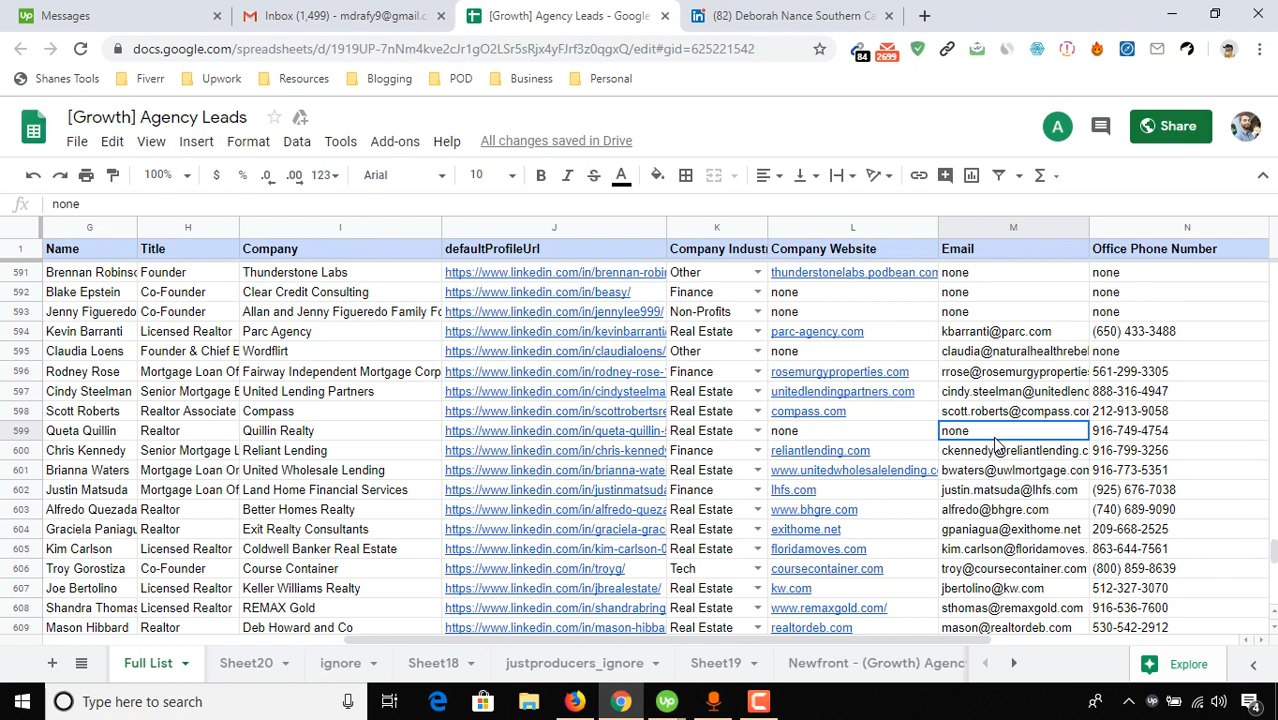 Messages
Inbox (1,499) - mdrafy9@gmail.c
[Growth] Agency Leads - Google
(82) Deborah Nance Southern Ca
docs.google.com/spreadsheets/d/1919UP-7nNm4kve2cJr1gO2LSr5sRjx4yFJrf3z0qgxQ/edit#gid=625221542
84 2699
Shanes Tools Fiverr Upwork Resources Blogging POD Business Personal
[Growth] Agency Leads
A Share
File Edit View Insert Format Data Tools Add-ons Help All changes saved in Drive
100% $ % .0 .00 123 Arial 10 B I S A
fx none
G H I J K L M N
1 Name Title Company defaultProfileUrl Company Indust Company Website Email Office Phone Number
591 Brennan Robins Founder Thunderstone Labs https://www.linkedin.com/in/brennan-robi Other thunderstonelabs.podbean.com none none
592 Blake Epstein Co-Founder Clear Credit Consulting https://www.linkedin.com/in/beasy/ Finance none none none
593 Jenny Figueredo Co-Founder Allan and Jenny Figueredo Family Fo https://www.linkedin.com/in/jennylee999/ Non-Profits none none none
594 Kevin Barranti Licensed Realtor Parc Agency https://www.linkedin.com/in/kevinbarranti/ Real Estate parc-agency.com kbarranti@parc.com (650) 433-3488
595 Claudia Loens Founder & Chief E Wordflirt https://www.linkedin.com/in/claudialoens/ Other none claudia@naturalhealthrebe none
596 Rodney Rose Mortgage Loan Of Fairway Independent Mortgage Corp https://www.linkedin.com/in/rodney-rose- Finance rosemurgyproperties.com rrose@rosemurgypropertie 561-299-3305
597 Cindy Steelman Senior Mortgage United Lending Partners https://www.linkedin.com/in/cindysteelma Real Estate unitedlendingpartners.com cindy.steelman@unitedlend 888-316-4947
598 Scott Roberts Realtor Associate Compass https://www.linkedin.com/in/scottrobertsre Real Estate compass.com scott.roberts@compass.co 212-913-9058
599 Queta Quillin Realtor Quillin Realty https://www.linkedin.com/in/queta-quillin- Real Estate none none 916-749-4754
600 Chris Kennedy Senior Mortgage Reliant Lending https://www.linkedin.com/in/chris-kenned Real Estate reliantlending.com ckennedy@reliantlending.c 916-799-3256
601 Brianna Waters Senior Mortgage United Wholesale Lending https://www.linkedin.com/in/brianna-wate Real Estate www.unitedwholesalelending.c bwaters@uwlmortgage.com 916-773-5351
602 Justin Matsuda Mortgage Loan O Land Home Financial Services https://www.linkedin.com/in/justinmatsuda Finance lhfs.com justin.matsuda@lhfs.com (925) 676-7038
603 Alfredo Quezada Realtor Better Homes Realty https://www.linkedin.com/in/alfredo-quez Real Estate www.bhgre.com alfredo@bhgre.com (740) 689-9090
604 Graciela Paniagu Realtor Exit Realty Consultants https://www.linkedin.com/in/graciela-grac Real Estate exithome.net gpaniagua@exithome.net 209-668-2525
605 Kim Carlson Licensed Realtor Coldwell Banker Real Estate https://www.linkedin.com/in/kim-carlson-0 Real Estate floridamoves.com kim.carlson@floridamoves. 863-644-7561
606 Troy Gorostiza Co-Founder Course Container https://www.linkedin.com/in/troyg/ Tech coursecontainer.com troy@coursecontainer.com (800) 859-8639
607 Joe Bertolino Licensed Realtor Keller Williams Realty https://www.linkedin.com/in/jbrealestate/ Real Estate kw.com jbertolino@kw.com 512-327-3070
608 Shandra Thomas Licensed Realtor REMAX Gold https://www.linkedin.com/in/shandrabring Real Estate www.remaxgold.com/ sthomas@remaxgold.com 916-536-7600
609 Mason Hibbard Realtor Deb Howard and Co https://www.linkedin.com/in/mason-hibba Real Estate realtordeb.com mason@realtordeb.com 530-542-2912
Full List Sheet20 ignore Sheet18 justproducers_ignore Sheet19 Newfront - (Growth) Agenc Explore
Type here to search
4